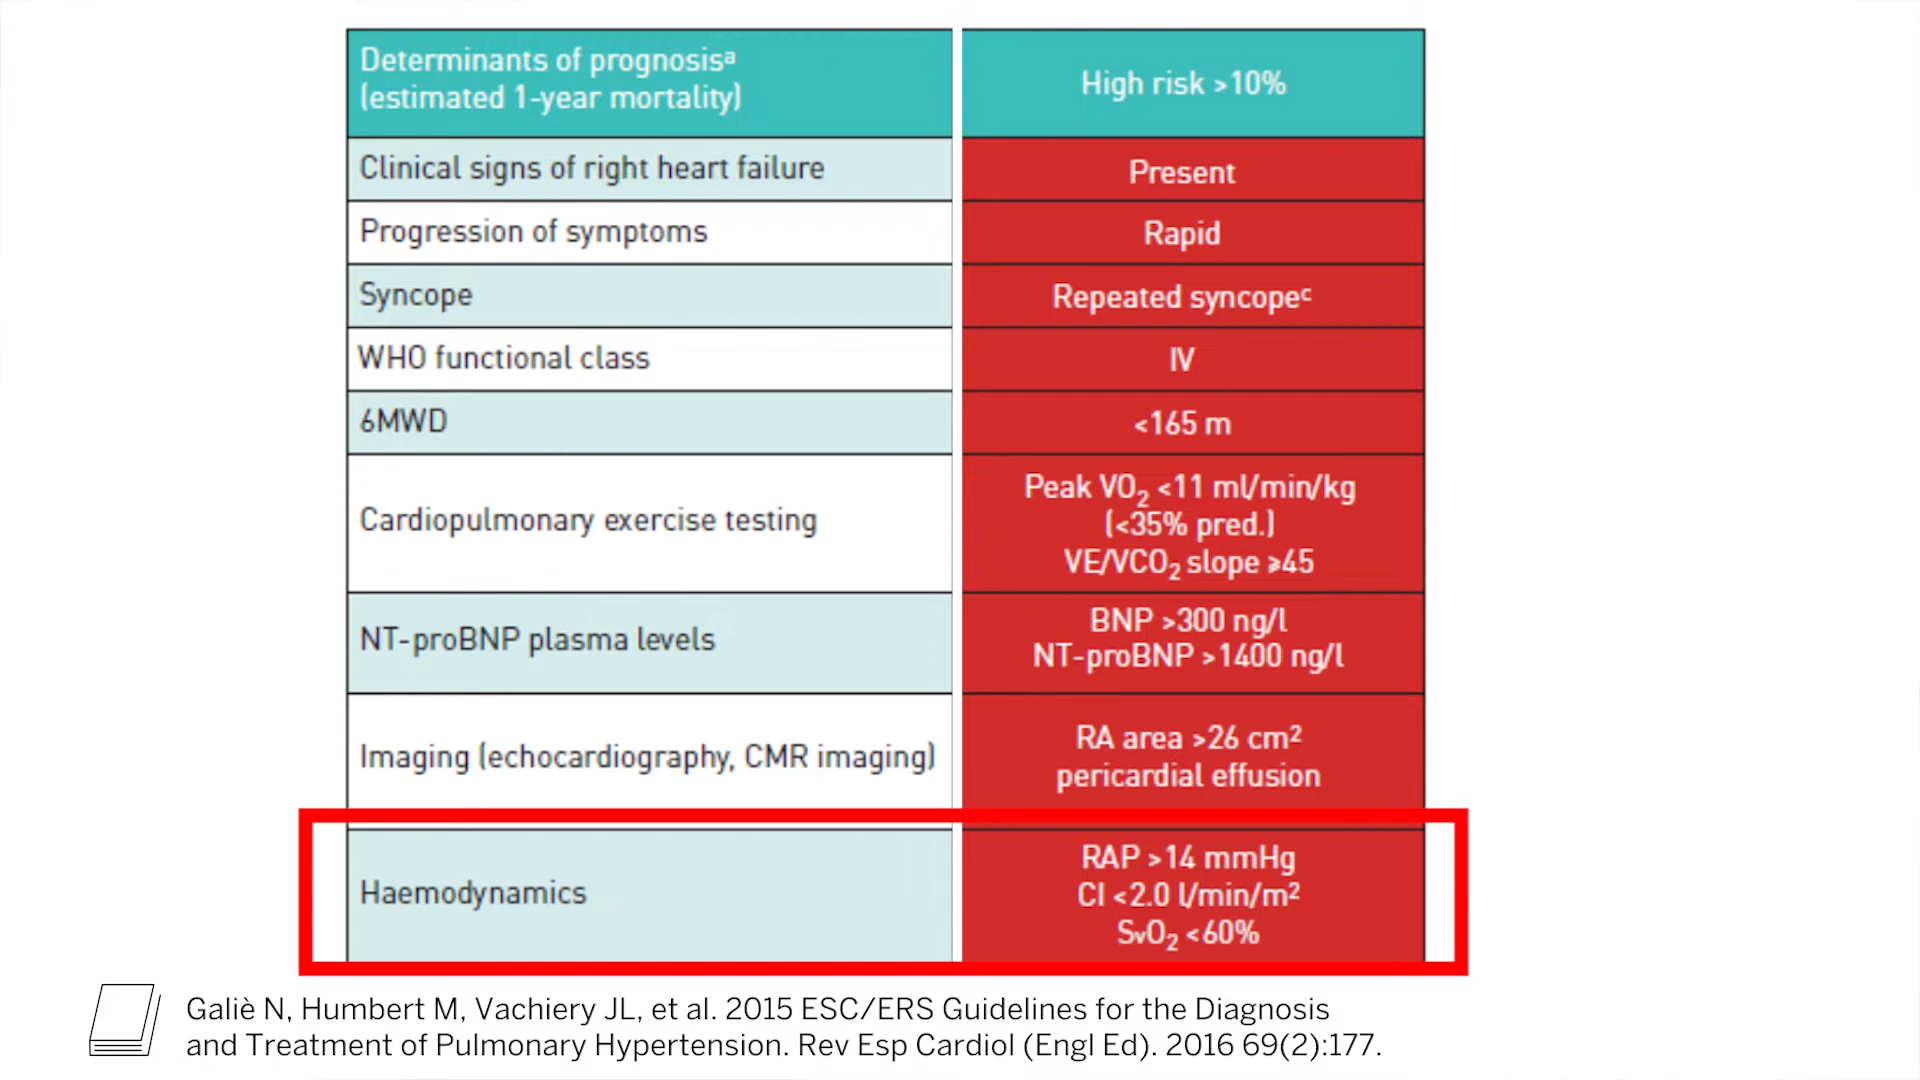 Determinants of prognosisᵃ
(estimated 1-year mortality)
High risk >10%
Clinical signs of right heart failure
Present
Progression of symptoms
Rapid
Syncope
Repeated syncopeᶜ
WHO functional class
IV
6MWD
<165 m
Cardiopulmonary exercise testing
Peak VO₂ <11 ml/min/kg
(<35% pred.)
VE/VCO₂ slope ⩾45
NT-proBNP plasma levels
BNP >300 ng/l
NT-proBNP >1400 ng/l
Imaging (echocardiography, CMR imaging)
RA area >26 cm²
pericardial effusion
Haemodynamics
RAP >14 mmHg
CI <2.0 l/min/m²
SvO₂ <60%
Galiè N, Humbert M, Vachiery JL, et al. 2015 ESC/ERS Guidelines for the Diagnosis
and Treatment of Pulmonary Hypertension. Rev Esp Cardiol (Engl Ed). 2016 69(2):177.